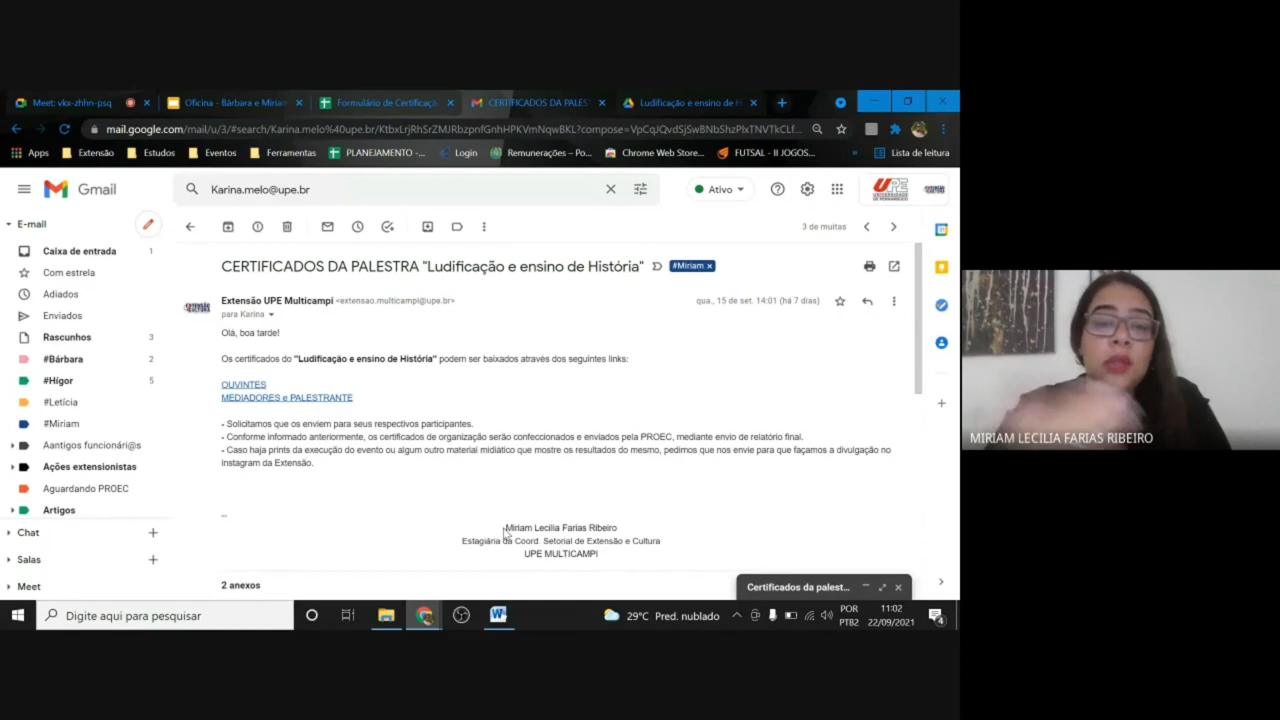 Meet: vkx-zhhn-psq
Oficina - Bárbara e Miriam
Formulário de Certificaçã
CERTIFICADOS DA PALES
Ludificação e ensino de H
mail.google.com/mail/u/3/#search/Karina.melo%40upe.br/
Apps
Extensão
Estudos
Eventos
Ferramentas
PLANEJAMENTO -...
Login
Remunerações – Po...
Chrome Web Store...
FUTSAL - II JOGOS...
»
Lista de leitura
Gmail
Karina.melo@upe.br
Ativo
UPE
UNIVERSIDADE DE PERNAMBUCO
E-mail
3 de muitas
Caixa de entrada 1
Com estrela
Adiados
Enviados
Rascunhos 3
#Bárbara 2
#Hígor 5
#Letícia
#Miriam
Aantigos funcionári@s
Ações extensionistas
Aguardando PROEC
Artigos
Chat
Salas
Meet
CERTIFICADOS DA PALESTRA "Ludificação e ensino de História"
#Miriam x
Extensão UPE Multicampi <extensao.multicampi@upe.br>
qua., 15 de set. 14:01 (há 7 dias)
para Karina
Olá, boa tarde!
Os certificados do "Ludificação e ensino de História" podem ser baixados através dos seguintes links:
OUVINTES
MEDIADORES e PALESTRANTE
- Solicitamos que os enviem para seus respectivos participantes.
- Conforme informado anteriormente, os certificados de organização serão confeccionados e enviados pela PROEC, mediante envio de relatório final.
- Caso haja prints da execução do evento ou algum outro material midiático que mostre os resultados do mesmo, pedimos que nos envie para que façamos a divulgação no
Instagram da Extensão.
--
Miriam Lecília Farias Ribeiro
Estagiária da Coord. Setorial de Extensão e Cultura
UPE MULTICAMPI
2 anexos
Certificados da palest...
MIRIAM LECILIA FARIAS RIBEIRO
Digite aqui para pesquisar
29°C Pred. nublado
POR
PTB2
11:02
22/09/2021
4